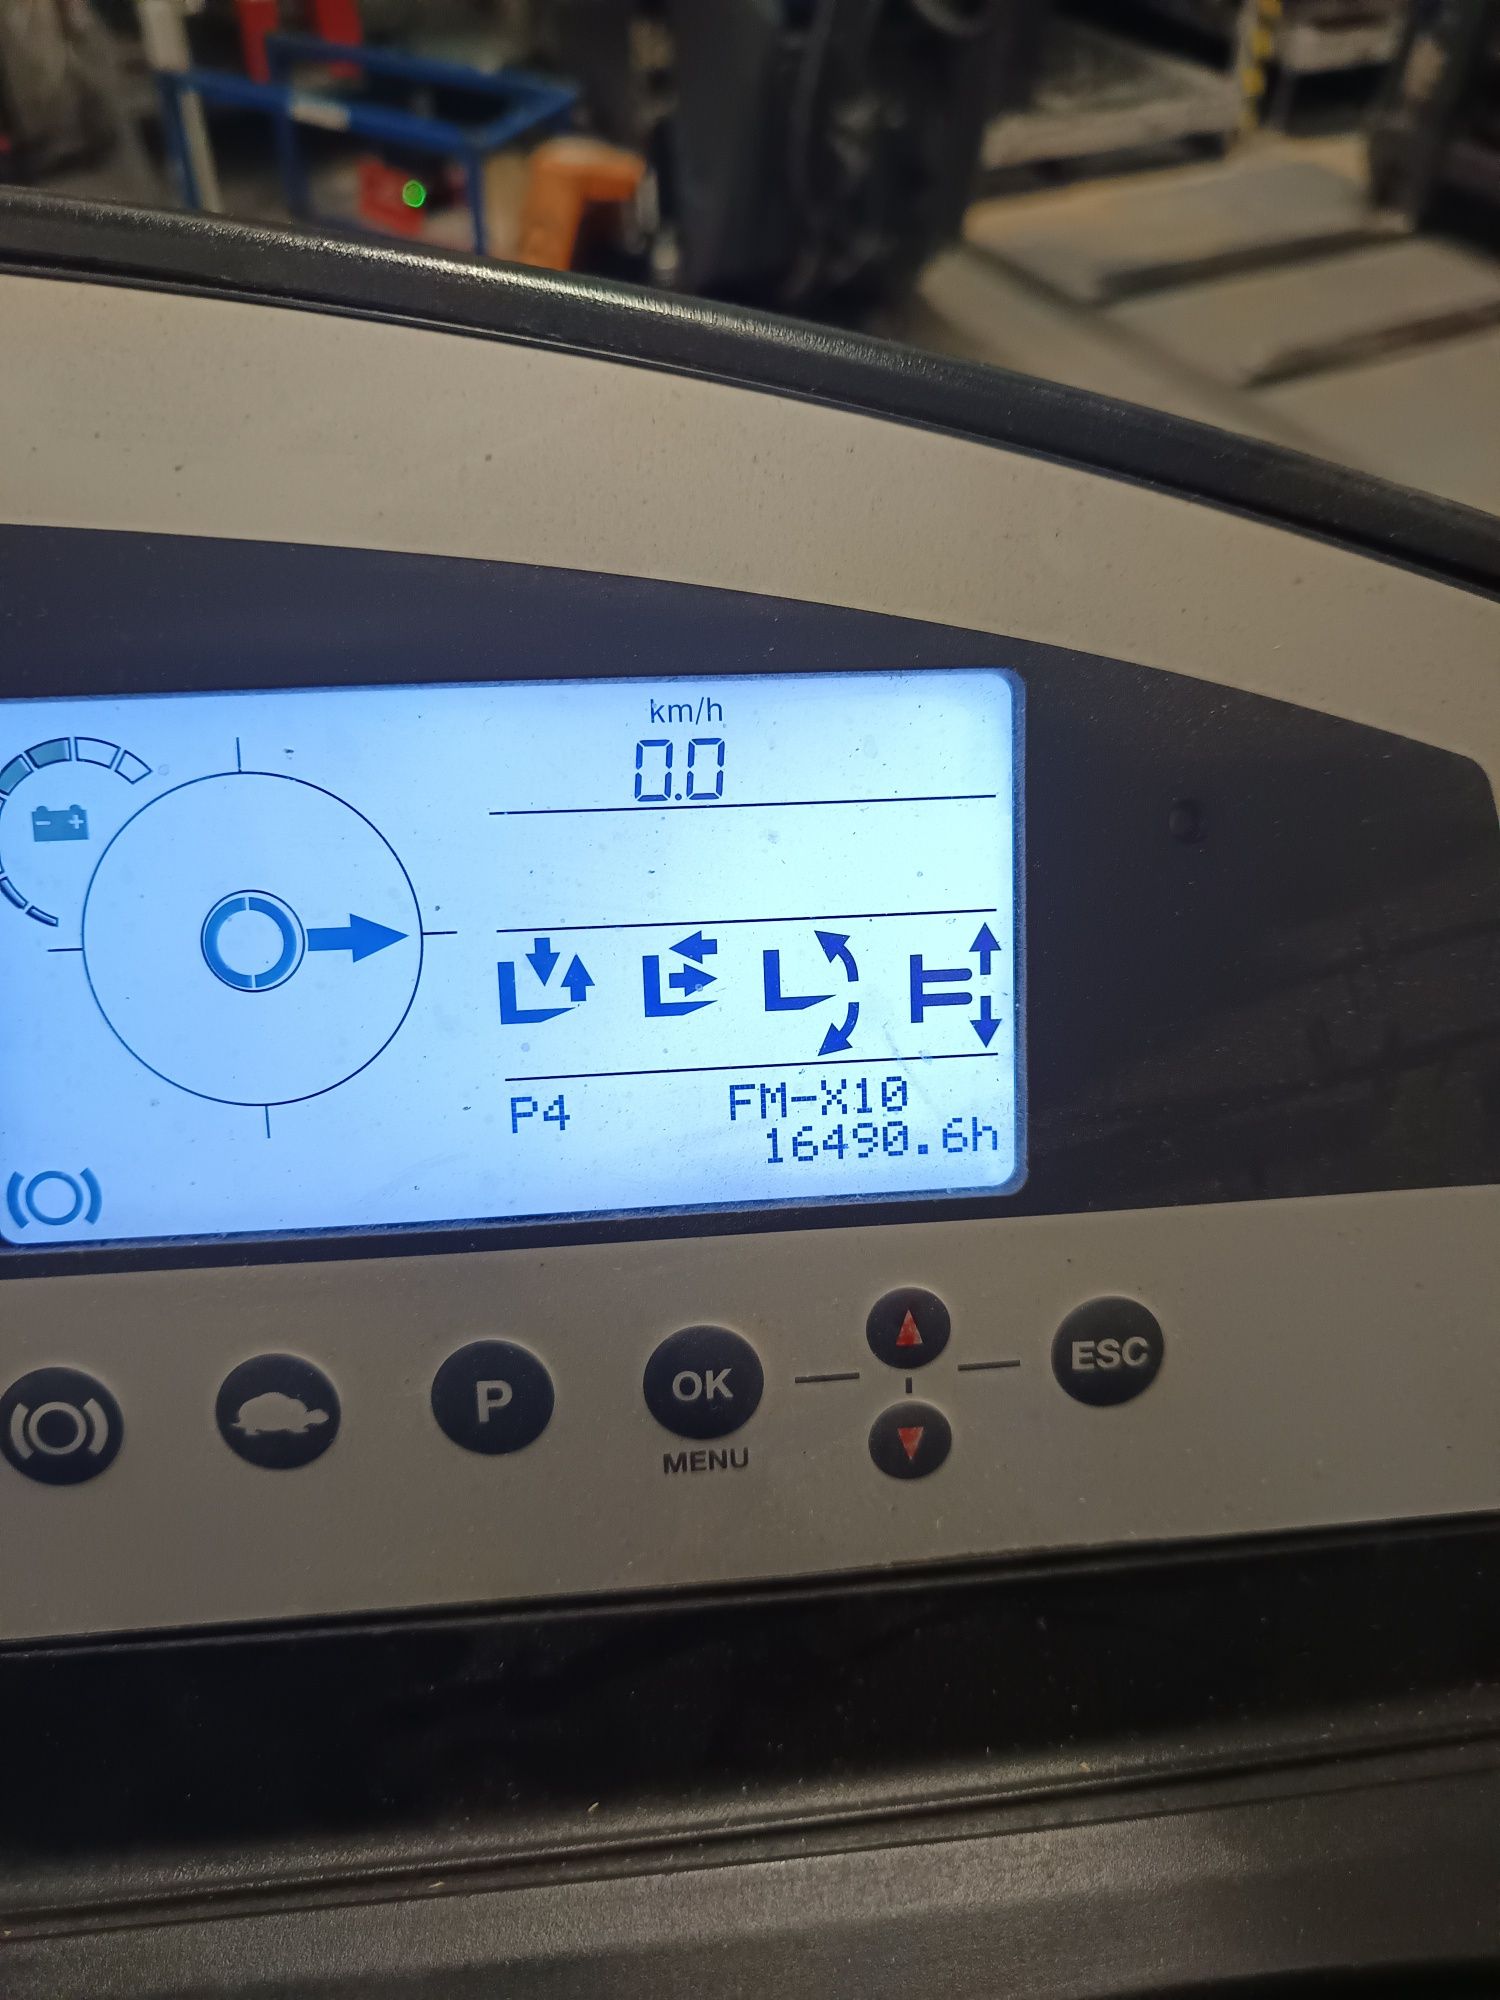 km/h
0.0
P4 FM-X10
16490.6h
P OK ESC
MENU